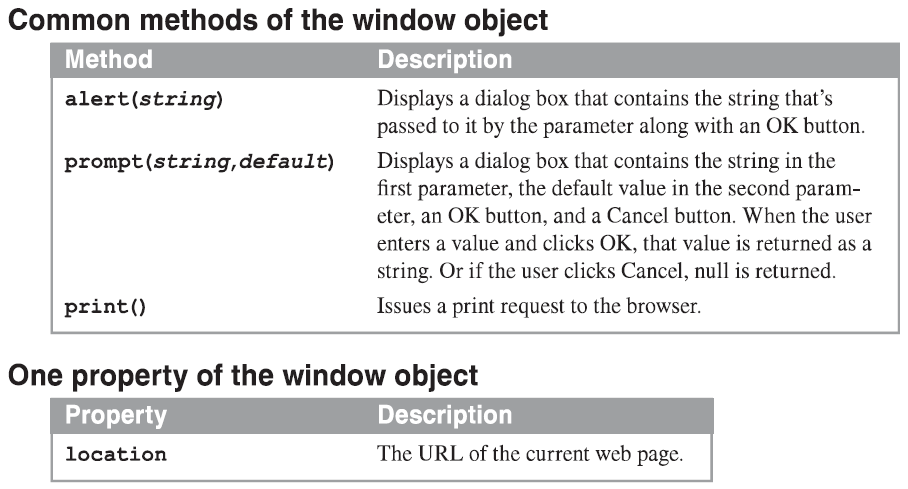 Common methods of the window object
Method Description
alert(string) Displays a dialog box that contains the string that's
passed to it by the parameter along with an OK button.
prompt(string,default) Displays a dialog box that contains the string in the
first parameter, the default value in the second param-
eter, an OK button, and a Cancel button. When the user
enters a value and clicks OK, that value is returned as a
string. Or if the user clicks Cancel, null is returned.
print() Issues a print request to the browser.
One property of the window object
Property Description
location The URL of the current web page.